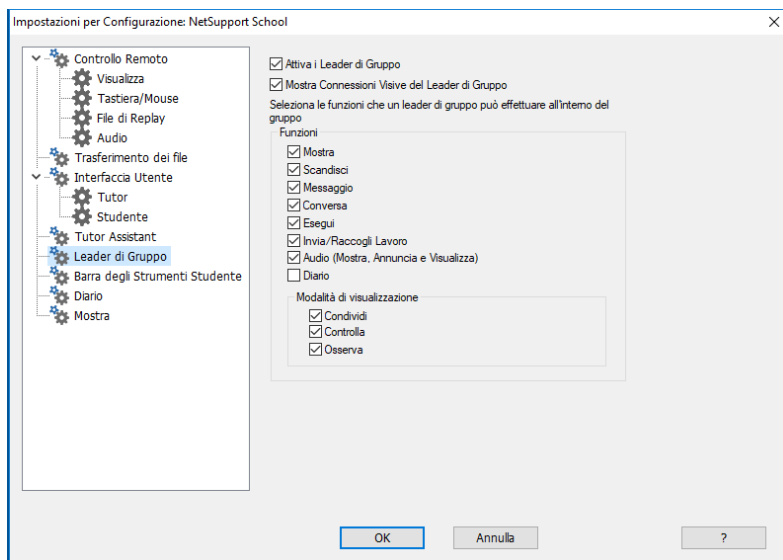 Impostazioni per Configurazione: NetSupport School
Controllo Remoto
Visualizza
Tastiera/Mouse
File di Replay
Audio
Trasferimento dei file
Interfaccia Utente
Tutor
Studente
Tutor Assistant
Leader di Gruppo
Barra degli Strumenti Studente
Diario
Mostra
Attiva i Leader di Gruppo
Mostra Connessioni Visive del Leader di Gruppo
Seleziona le funzioni che un leader di gruppo può effettuare all'interno del
gruppo
Funzioni
Mostra
Scandisci
Messaggio
Conversa
Esegui
Invia/Raccogli Lavoro
Audio (Mostra, Annuncia e Visualizza)
Diario
Modalità di visualizzazione
Condividi
Controlla
Osserva
OK
Annulla
?